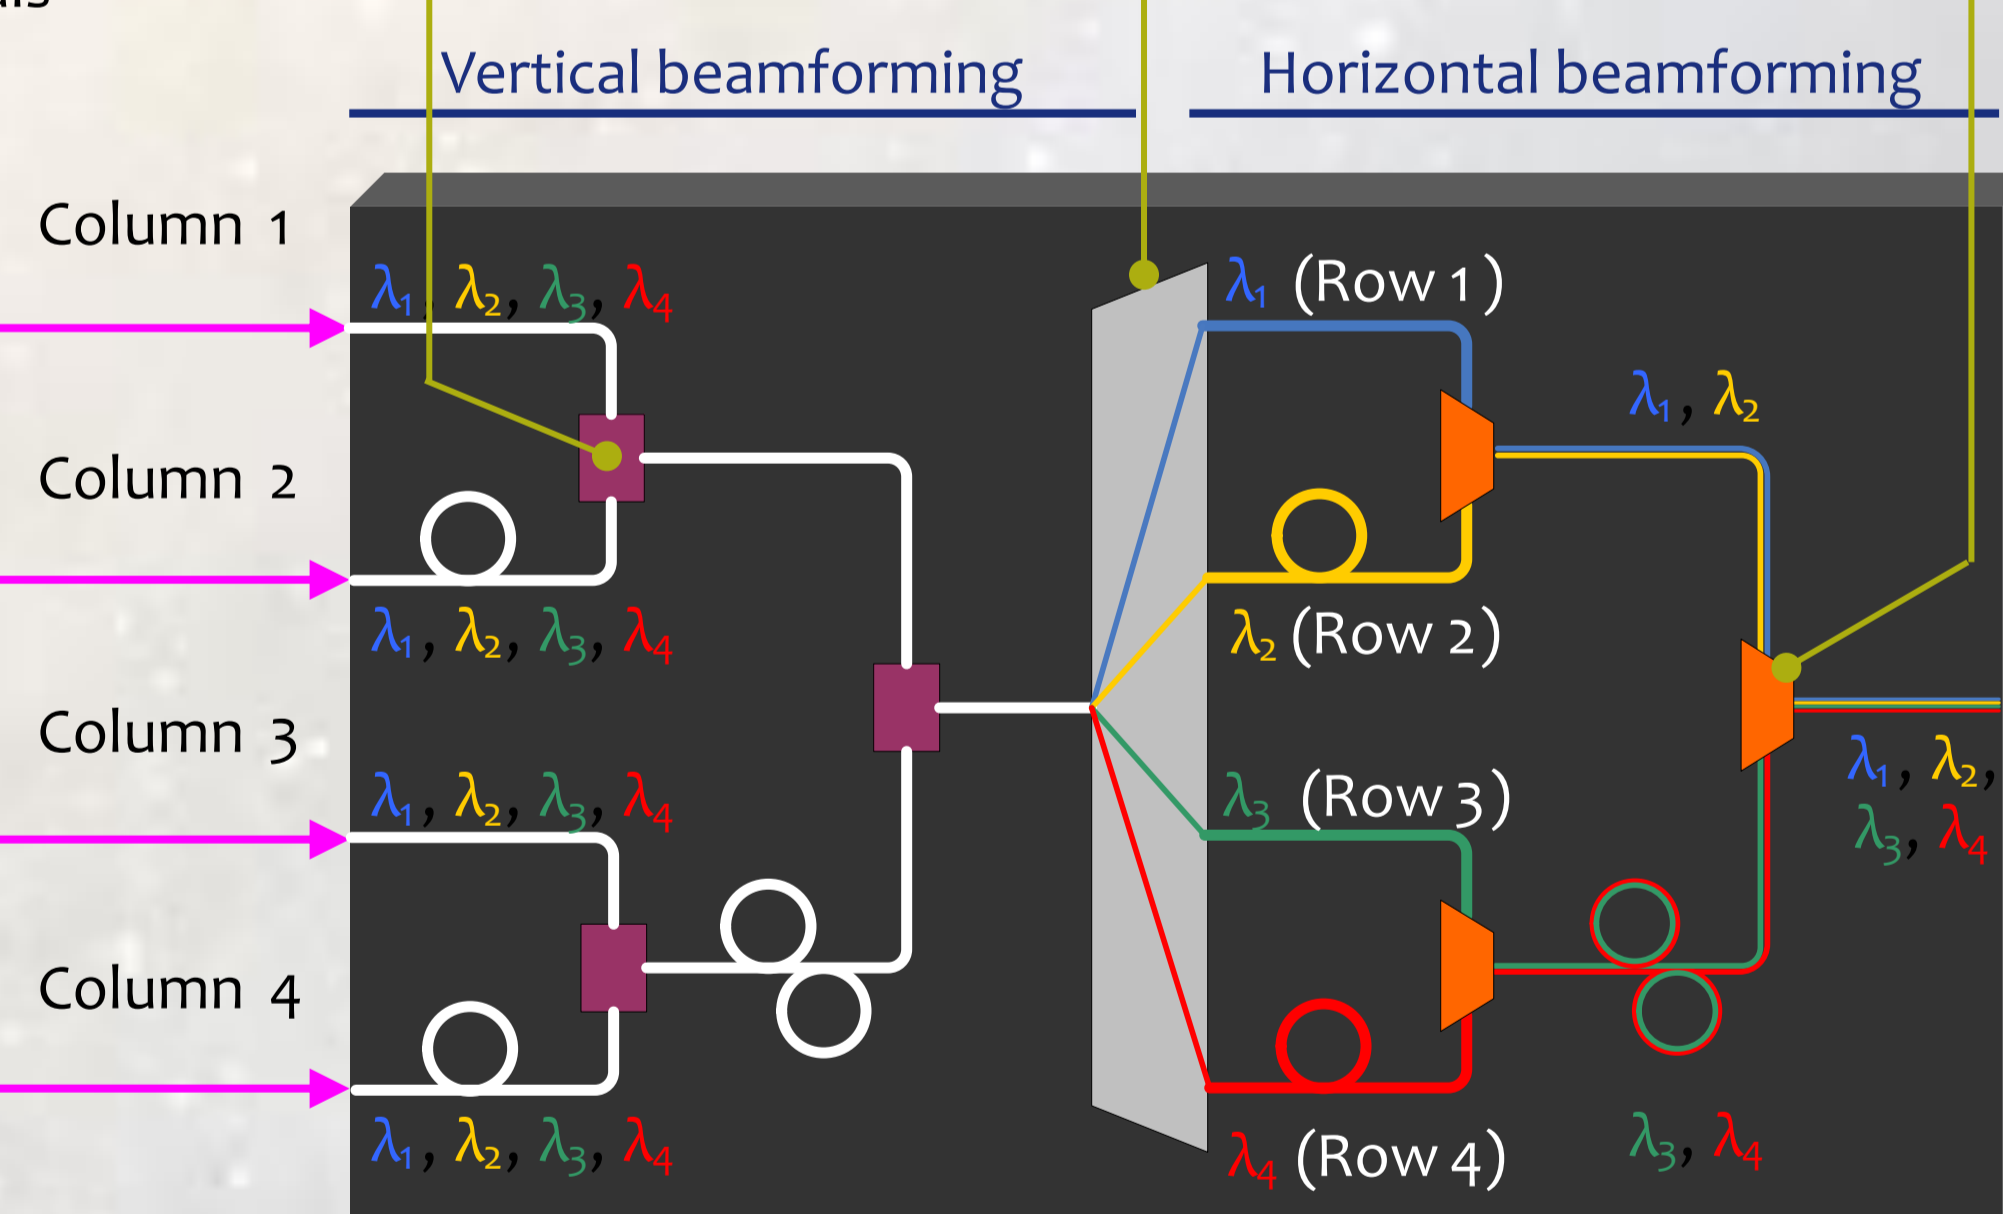 Vertical beamforming
Horizontal beamforming
Column 1
λ1, λ2, λ3, λ4
λ1 (Row 1)
λ1, λ2
Column 2
λ1, λ2, λ3, λ4
λ2 (Row 2)
Column 3
λ1, λ2, λ3, λ4
λ3 (Row 3)
λ1, λ2,
λ3, λ4
Column 4
λ1, λ2, λ3, λ4
λ4 (Row 4)
λ3, λ4